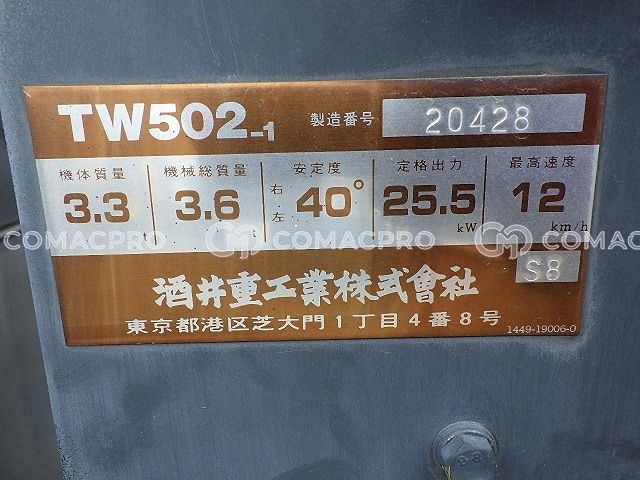 TW502-1 製造番号 20428
機体質量 機械総質量 安定度 定格出力 最高速度
3.3 t 3.6 t 右左 40° 25.5 kW 12 km/h
COMACPRO COMACPRO COMACPRO
S8
酒井重工業株式會社
東京都港区芝大門1丁目4番8号 1449-19006-0
8.8